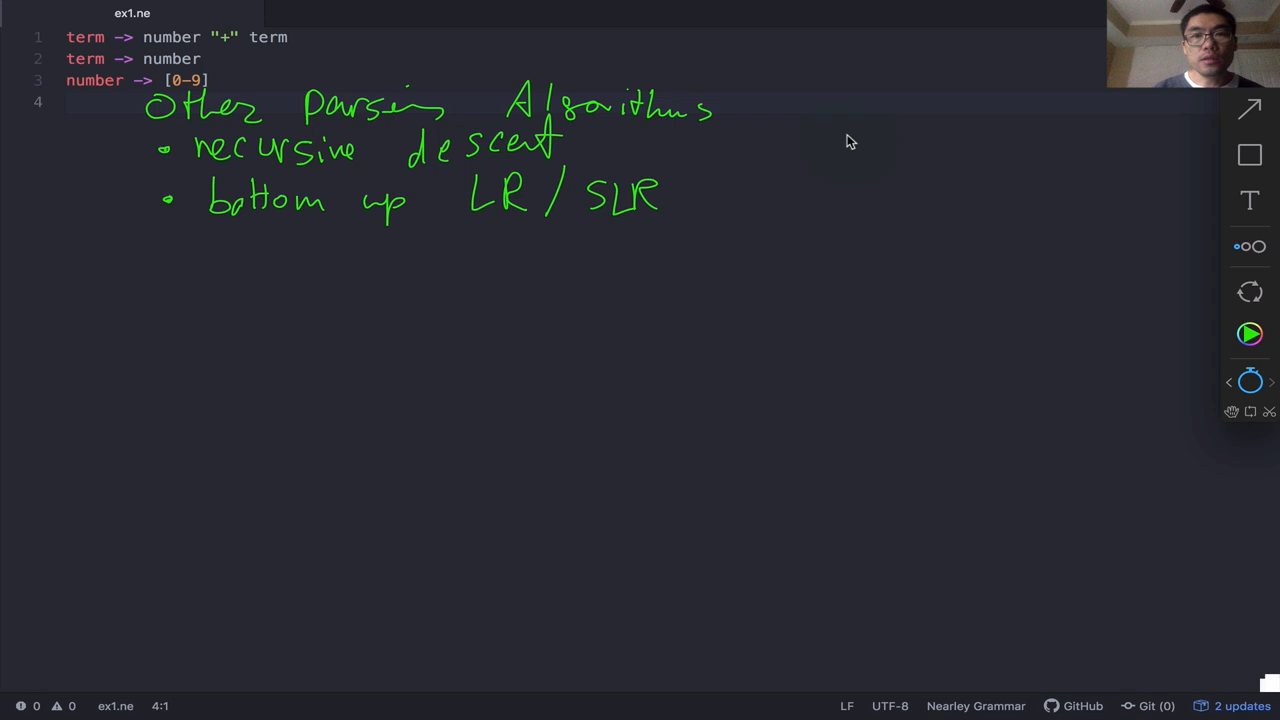 ex1.ne
1 term -> number "+" term
2 term -> number
3 number -> [0-9]
4
Other Parsing Algorithms
• recursive descent
• bottom up LR / SLR
T
0 0 ex1.ne 4:1 LF UTF-8 Nearley Grammar GitHub Git (0) 2 updates